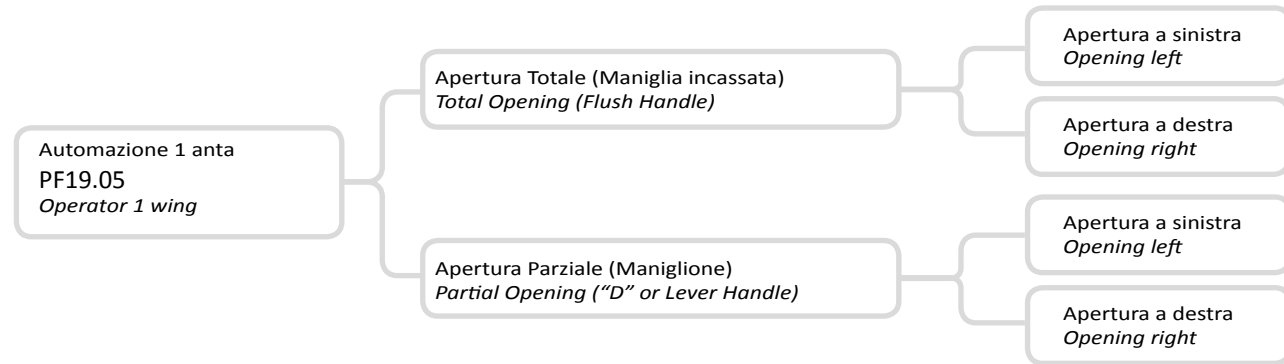 Automazione 1 anta
PF19.05
Operator 1 wing
Apertura Totale (Maniglia incassata)
Total Opening (Flush Handle)
Apertura a sinistra
Opening left
Apertura a destra
Opening right
Apertura Parziale (Maniglione)
Partial Opening (“D” or Lever Handle)
Apertura a sinistra
Opening left
Apertura a destra
Opening right